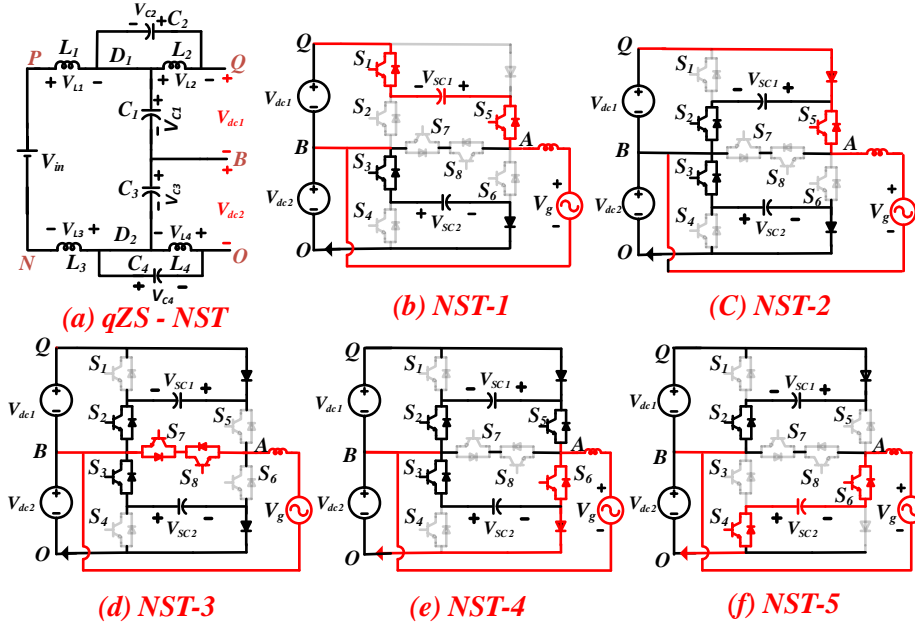 - V_C2 + C_2
P L_1 D_1 L_2 Q
+ V_L1 - + V_L2 - +
C_1 + V_C1 - V_dc1
V_in - B
+
C_3 + V_C3 - V_dc2
- V_L3 + D_2 + V_L4 - -
N L_3 C_4 L_4 O
+ V_C4 -
(a) qZS - NST
Q
S_1 - V_SC1 +
V_dc1 S_2 S_5
B S_7 A
S_3 S_8 S_6 +
V_dc2 V_g
S_4 + V_SC2 - -
O
(b) NST-1
Q
S_1 - V_SC1 +
V_dc1 S_2 S_5
B S_7 A
S_3 S_8 S_6 +
V_dc2 V_g
S_4 + V_SC2 - -
O
(C) NST-2
Q
S_1 - V_SC1 +
V_dc1 S_2 S_5
B S_7 A
S_3 S_8 S_6 +
V_dc2 V_g
S_4 + V_SC2 - -
O
(d) NST-3
Q
S_1 - V_SC1 +
V_dc1 S_2 S_5
B S_7 A
S_3 S_8 S_6 +
V_dc2 V_g
S_4 + V_SC2 - -
O
(e) NST-4
Q
S_1 - V_SC1 +
V_dc1 S_2 S_5
B S_7 A
S_3 S_8 S_6 +
V_dc2 V_g
S_4 + V_SC2 - -
O
(f) NST-5